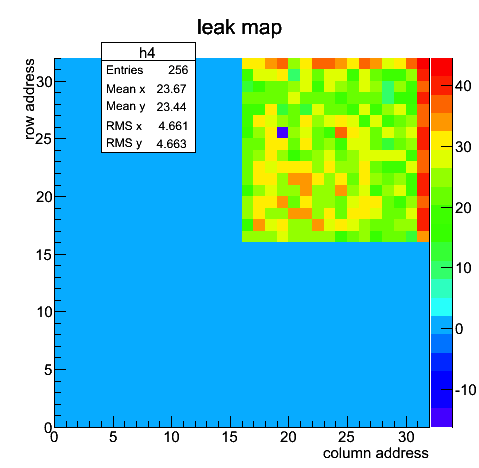 leak map
h4
Entries 256
Mean x 23.67
Mean y 23.44
RMS x 4.661
RMS y 4.663
row address
30
25
20
15
10
5
0
0 5 10 15 20 25 30
column address
40
30
20
10
0
-10